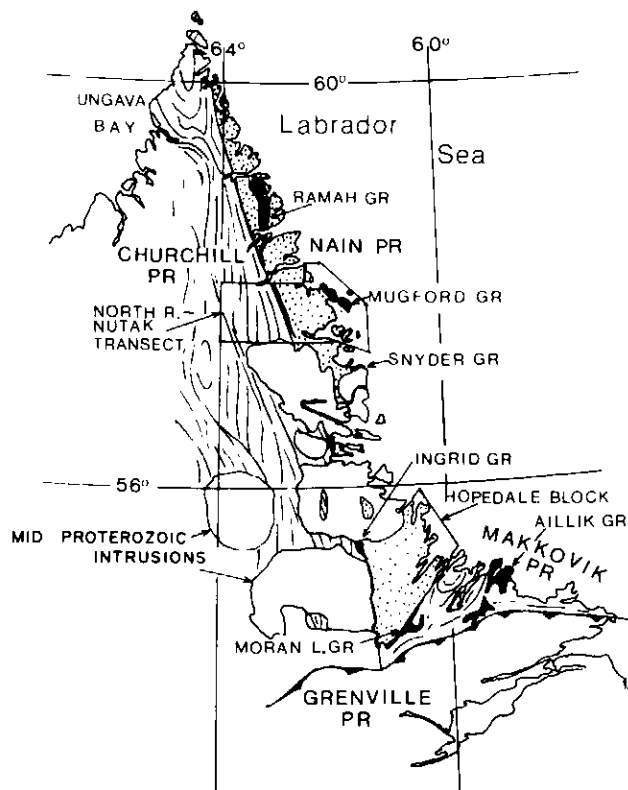 64°
60°
60°
UNGAVA
BAY
Labrador
Sea
RAMAH GR
NAIN PR
CHURCHILL
PR
MUGFORD GR
NORTH R.–
NUTAK
TRANSECT
SNYDER GR
INGRID GR
56°
HOPEDALE BLOCK
AILLIK GR
MAKKOVIK
PR
MID PROTEROZOIC
INTRUSIONS
MORAN L. GR
GRENVILLE
PR